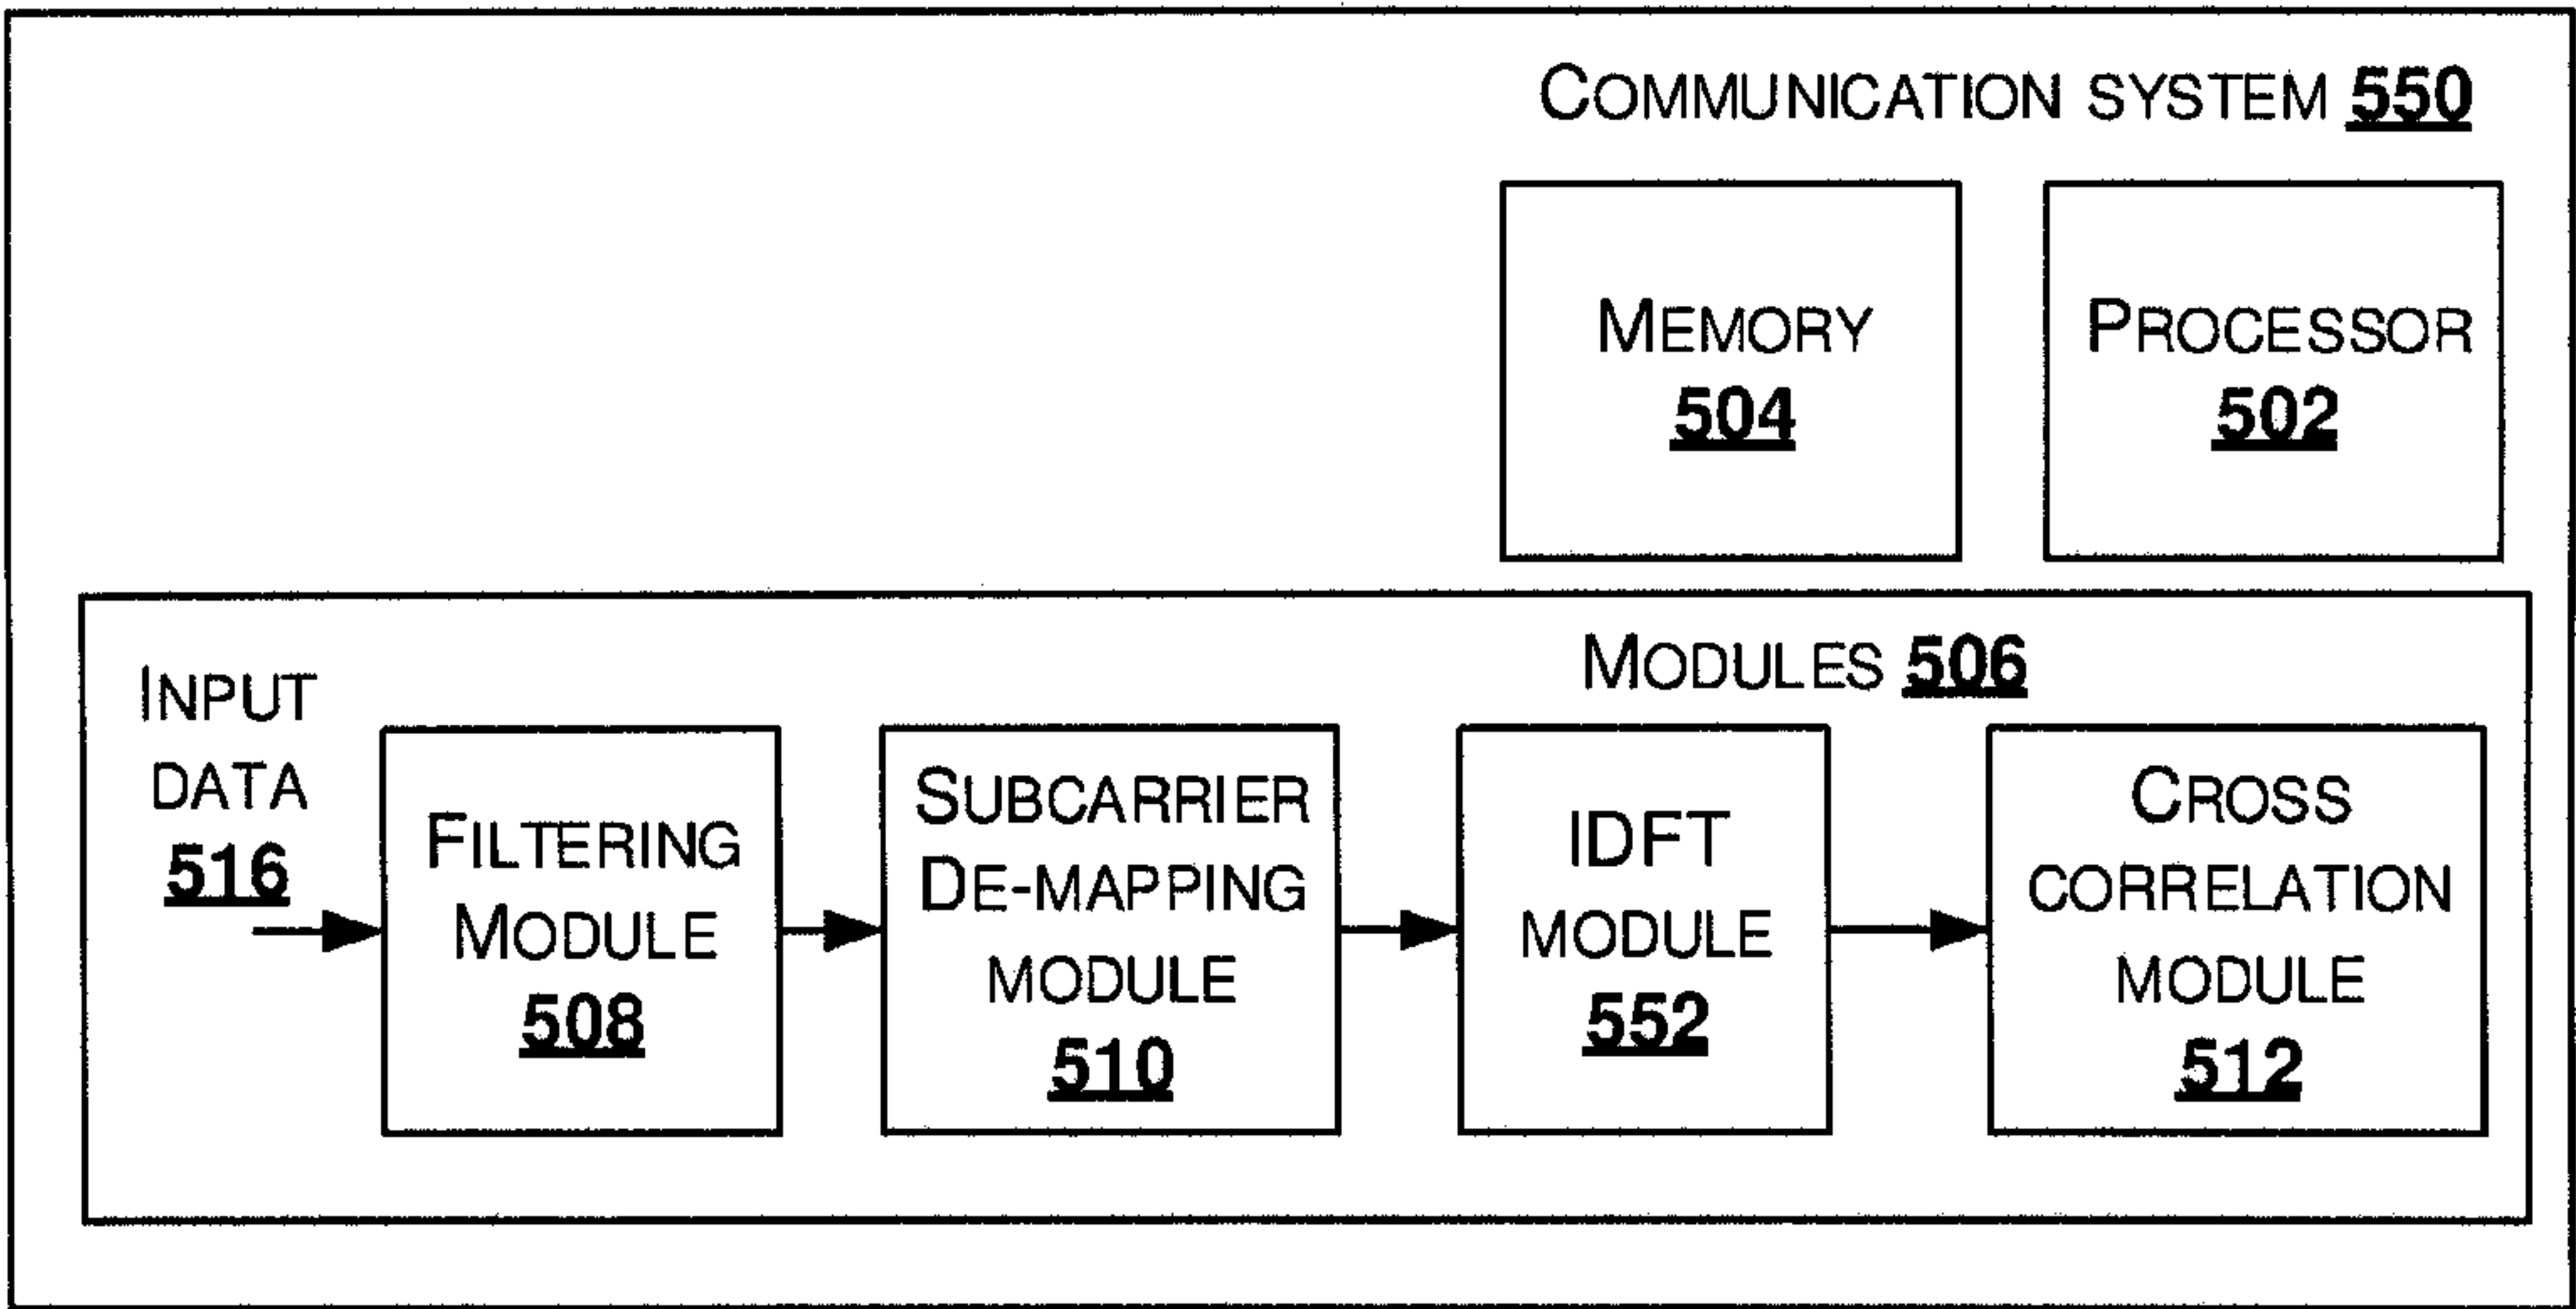 COMMUNICATION SYSTEM 550
MEMORY
504
PROCESSOR
502
MODULES 506
INPUT
DATA
516
FILTERING
MODULE
508
SUBCARRIER
DE-MAPPING
MODULE
510
IDFT
MODULE
552
CROSS
CORRELATION
MODULE
512